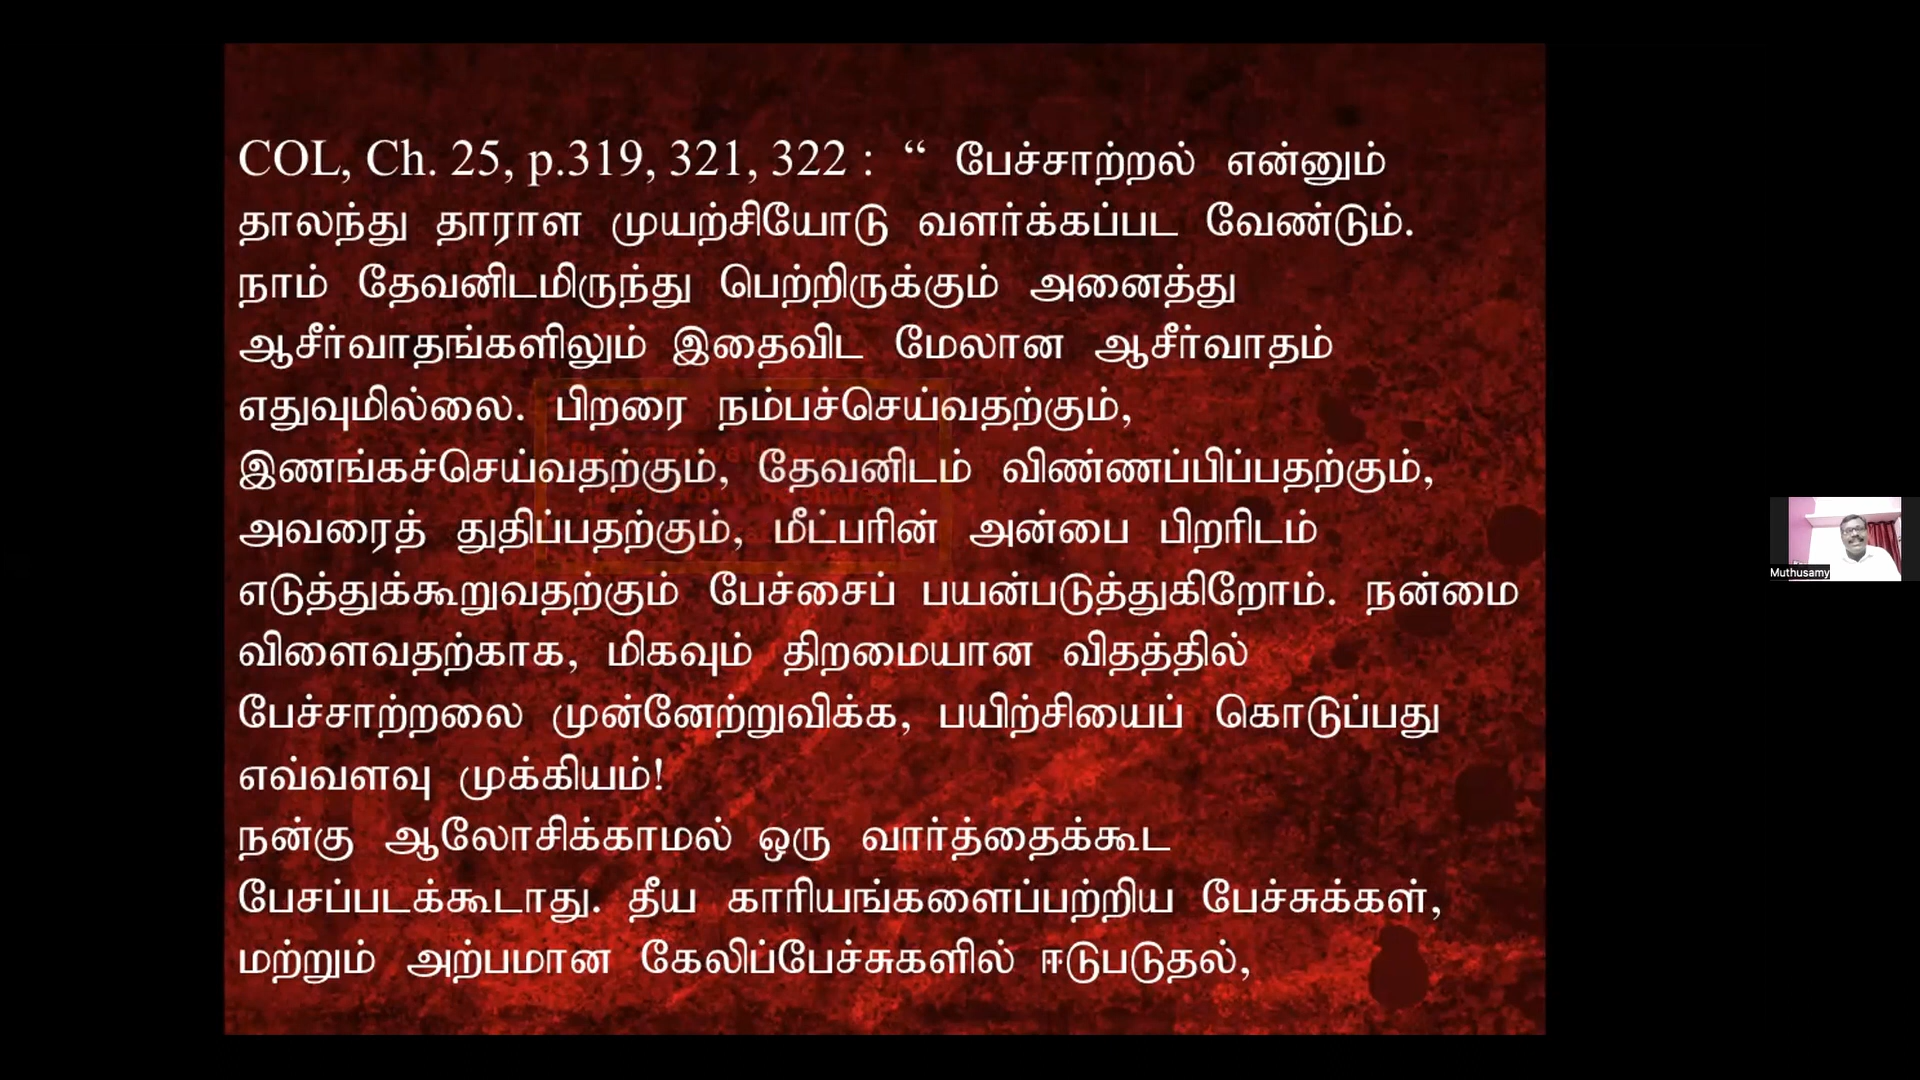 COL, Ch. 25, p.319, 321, 322 : “ பேச்சாற்றல் என்னும்
தாலந்து தாராள முயற்சியோடு வளர்க்கப்பட வேண்டும்.
நாம் தேவனிடமிருந்து பெற்றிருக்கும் அனைத்து
ஆசீர்வாதங்களிலும் இதைவிட மேலான ஆசீர்வாதம்
எதுவுமில்லை. பிறரை நம்பச்செய்வதற்கும்,
இணங்கச்செய்வதற்கும், தேவனிடம் விண்ணப்பிப்பதற்கும்,
அவரைத் துதிப்பதற்கும், மீட்பரின் அன்பை பிறரிடம்
எடுத்துக்கூறுவதற்கும் பேச்சைப் பயன்படுத்துகிறோம். நன்மை
விளைவதற்காக, மிகவும் திறமையான விதத்தில்
பேச்சாற்றலை முன்னேற்றுவிக்க, பயிற்சியைப் கொடுப்பது
எவ்வளவு முக்கியம்!
நன்கு ஆலோசிக்காமல் ஒரு வார்த்தைக்கூட
பேசப்படக்கூடாது. தீய காரியங்களைப்பற்றிய பேச்சுக்கள்,
மற்றும் அற்பமான கேலிப்பேச்சுகளில் ஈடுபடுதல்,
Muthusamy